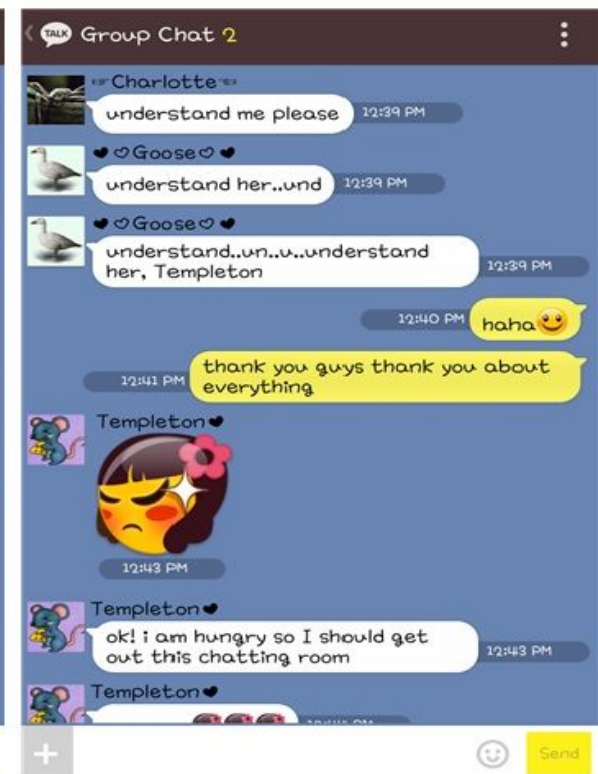 TALK Group Chat 2
☞Charlotte☜
understand me please 12:39 PM
♥♡Goose♡♥
understand her..und 12:39 PM
♥♡Goose♡♥
understand..un..u..understand
her, Templeton 12:39 PM
12:40 PM haha
thank you guys thank you about
12:41 PM everything
Templeton♥
12:43 PM
Templeton♥
ok! i am hungry so I should get
out this chatting room 12:43 PM
Templeton♥
Send